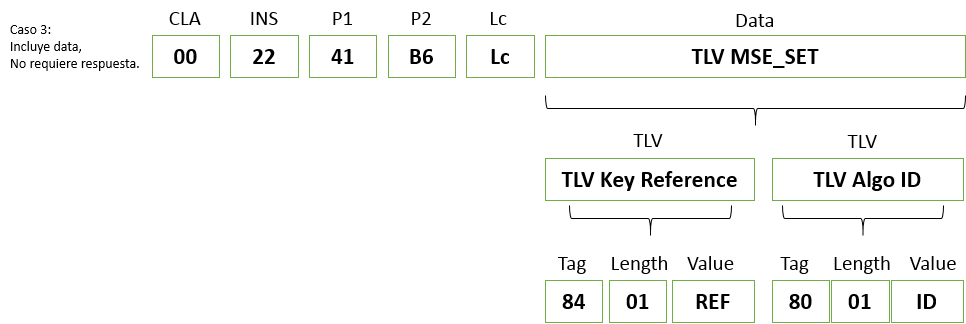 Caso 3:
Incluye data,
No requiere respuesta.
CLA INS P1 P2 Lc Data
00 22 41 B6 Lc TLV MSE_SET
TLV TLV
TLV Key Reference TLV Algo ID
Tag Length Value Tag Length Value
84 01 REF 80 01 ID